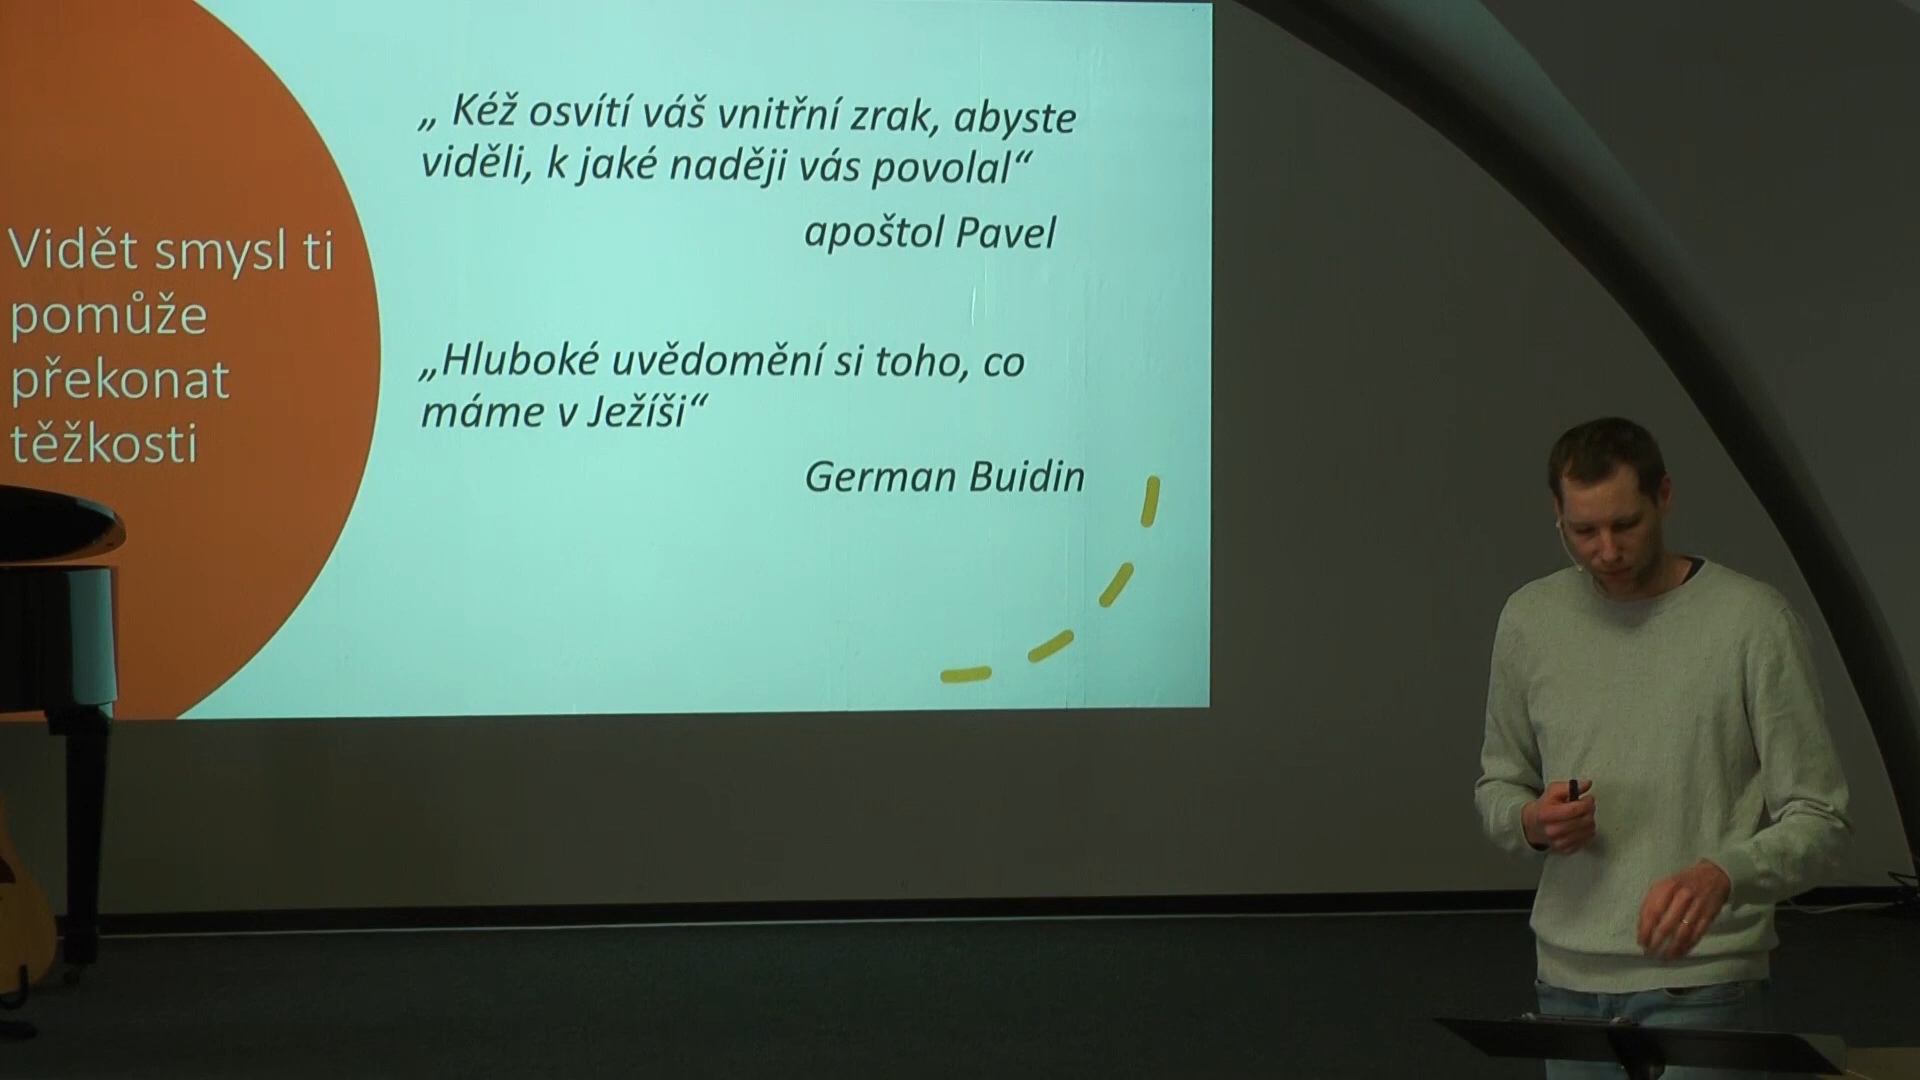 Vidět smysl ti
pomůže
překonat
těžkosti
„ Kéž osvítí váš vnitřní zrak, abyste
viděli, k jaké naději vás povolal“
apoštol Pavel
„Hluboké uvědomění si toho, co
máme v Ježíši“
German Buidin